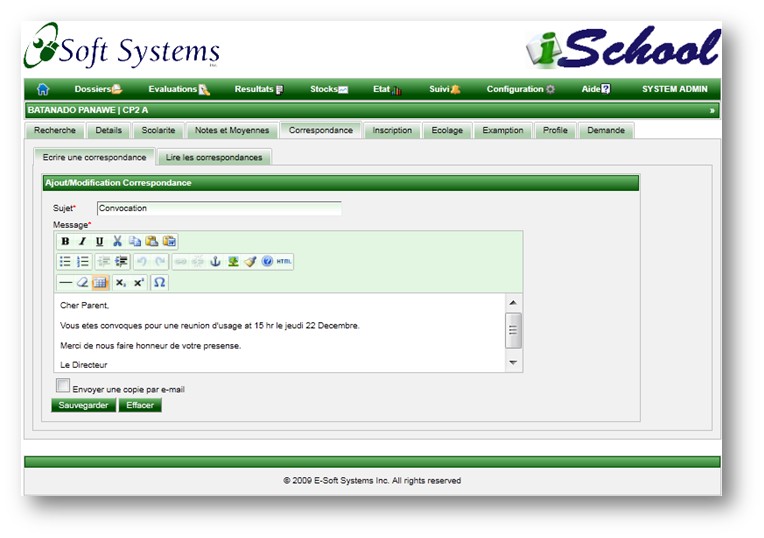 Soft Systems
Inc.
iSchool
Dossiers Evaluations Resultats Stocks Etat Suivi Configuration Aide SYSTEM ADMIN
BATANADO PANAWE | CP2 A »
Recherche Details Scolarite Notes et Moyennes Correspondance Inscription Ecolage Examption Profile Demande
Ecrire une correspondance Lire les correspondances
Ajout/Modification Correspondance
Sujet* Convocation
Message*
B I U
HTML
x₂ x² Ω
Cher Parent,
Vous etes convoques pour une reunion d'usage at 15 hr le jeudi 22 Decembre.
Merci de nous faire honneur de votre presense.
Le Directeur
Envoyer une copie par e-mail
Sauvegarder Effacer
© 2009 E-Soft Systems Inc. All rights reserved